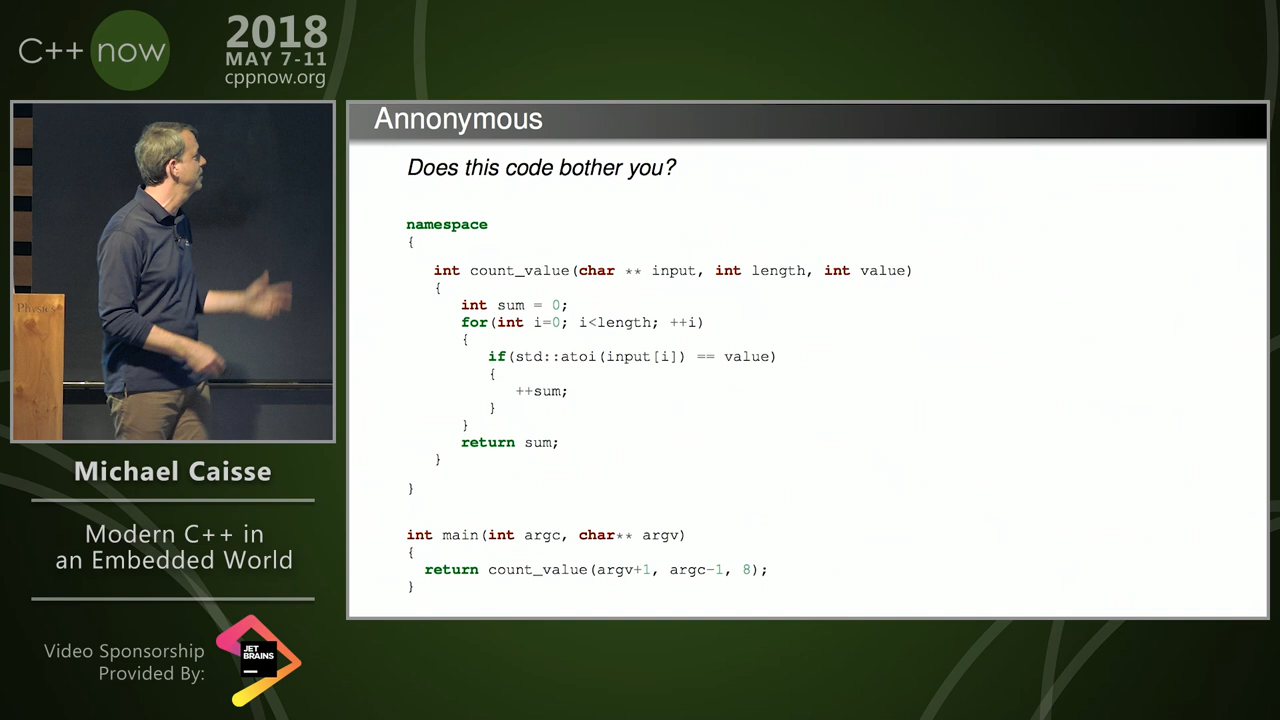 C++ now
2018
MAY 7-11
cppnow.org
Physics
Michael Caisse
Modern C++ in
an Embedded World
Video Sponsorship
Provided By:
JET
BRAINS
Annonymous
Does this code bother you?
namespace
{
int count_value(char ** input, int length, int value)
{
int sum = 0;
for(int i=0; i<length; ++i)
{
if(std::atoi(input[i]) == value)
{
++sum;
}
}
return sum;
}
}
int main(int argc, char** argv)
{
return count_value(argv+1, argc-1, 8);
}